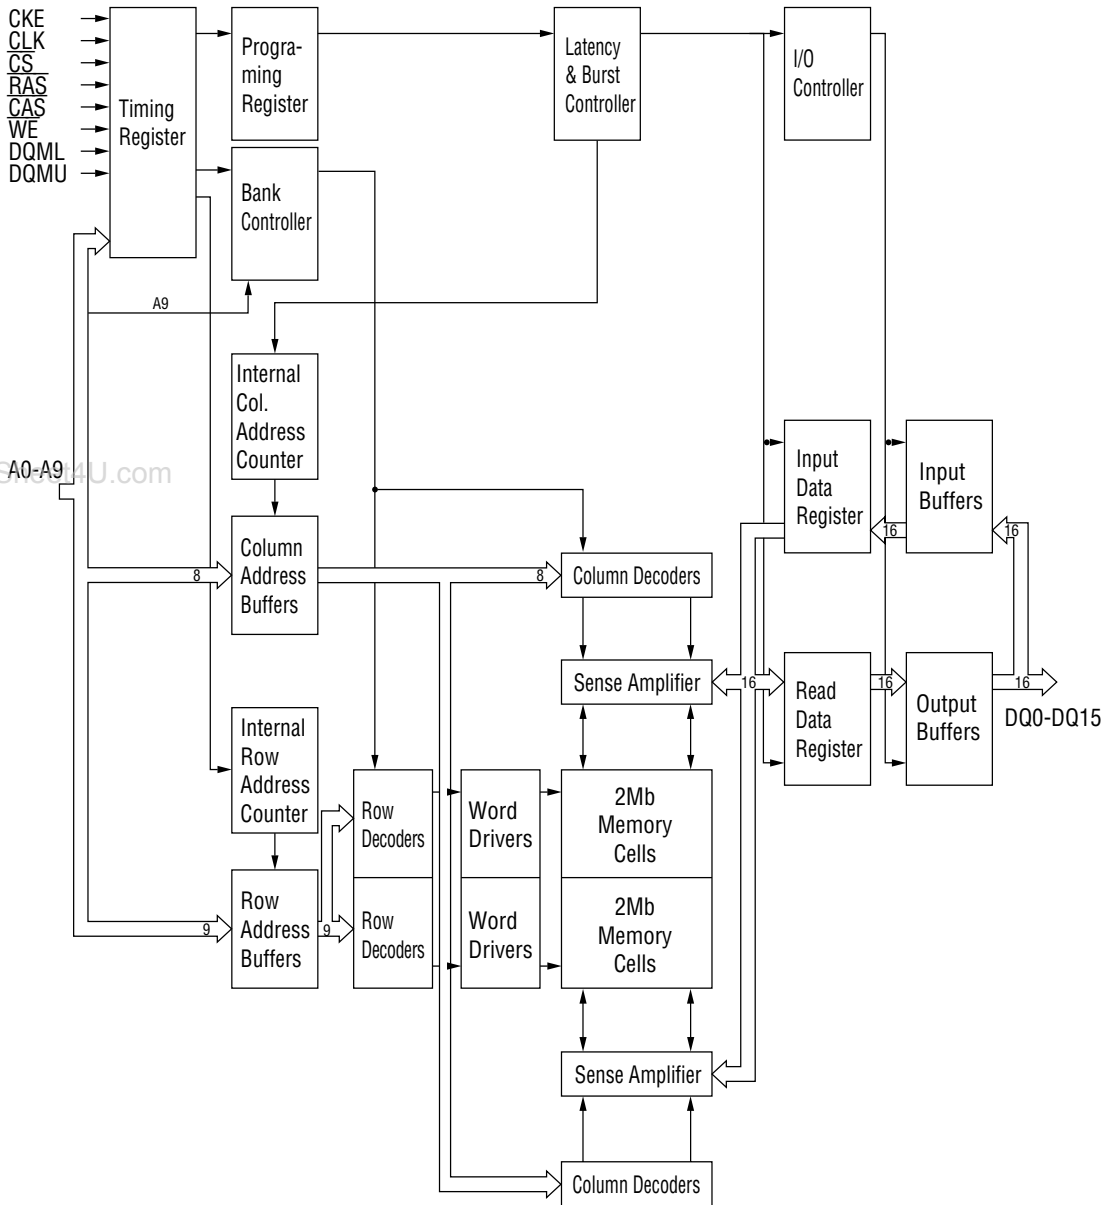 CKE
CLK
CS
RAS
CAS
WE
DQML
DQMU
Timing
Register
Progra-
ming
Register
Latency
& Burst
Controller
I/O
Controller
Bank
Controller
A9
Internal
Col.
Address
Counter
A0-A9
4U.com
Input
Data
Register
Input
Buffers
16
16
Column
Address
Buffers
8
8
Column Decoders
Sense Amplifier
16
Read
Data
Register
16
Output
Buffers
16
DQ0-DQ15
Internal
Row
Address
Counter
Row
Decoders
Word
Drivers
2Mb
Memory
Cells
Row
Address
Buffers
9
9
Row
Decoders
Word
Drivers
2Mb
Memory
Cells
Sense Amplifier
Column Decoders